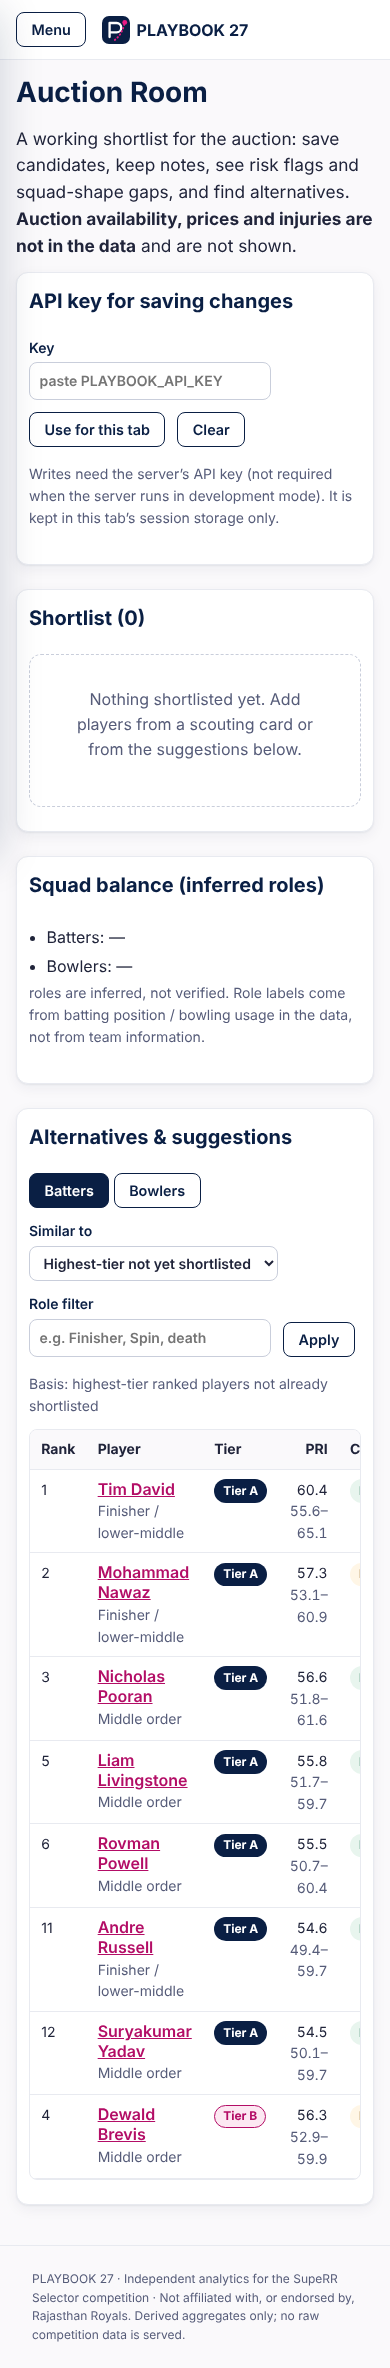 Menu
PLAYBOOK 27
Auction Room
A working shortlist for the auction: save
candidates, keep notes, see risk flags and
squad-shape gaps, and find alternatives.
Auction availability, prices and injuries are
not in the data and are not shown.
API key for saving changes
Key
paste PLAYBOOK_API_KEY
Use for this tab Clear
Writes need the server’s API key (not required
when the server runs in development mode). It is
kept in this tab’s session storage only.
Shortlist (0)
Nothing shortlisted yet. Add
players from a scouting card or
from the suggestions below.
Squad balance (inferred roles)
• Batters: —
• Bowlers: —
roles are inferred, not verified. Role labels come
from batting position / bowling usage in the data,
not from team information.
Alternatives & suggestions
Batters Bowlers
Similar to
Highest-tier not yet shortlisted
Role filter
e.g. Finisher, Spin, death Apply
Basis: highest-tier ranked players not already
shortlisted
Rank Player Tier PRI
1 Tim David Tier A 60.4
Finisher / 55.6–
lower-middle 65.1
2 Mohammad Tier A 57.3
Nawaz 53.1–
Finisher / 60.9
lower-middle
3 Nicholas Tier A 56.6
Pooran 51.8–
Middle order 61.6
5 Liam Tier A 55.8
Livingstone 51.7–
Middle order 59.7
6 Rovman Tier A 55.5
Powell 50.7–
Middle order 60.4
11 Andre Tier A 54.6
Russell 49.4–
Finisher / 59.7
lower-middle
12 Suryakumar Tier A 54.5
Yadav 50.1–
Middle order 59.7
4 Dewald Tier B 56.3
Brevis 52.9–
Middle order 59.9
PLAYBOOK 27 · Independent analytics for the SupeRR
Selector competition · Not affiliated with, or endorsed by,
Rajasthan Royals. Derived aggregates only; no raw
competition data is served.